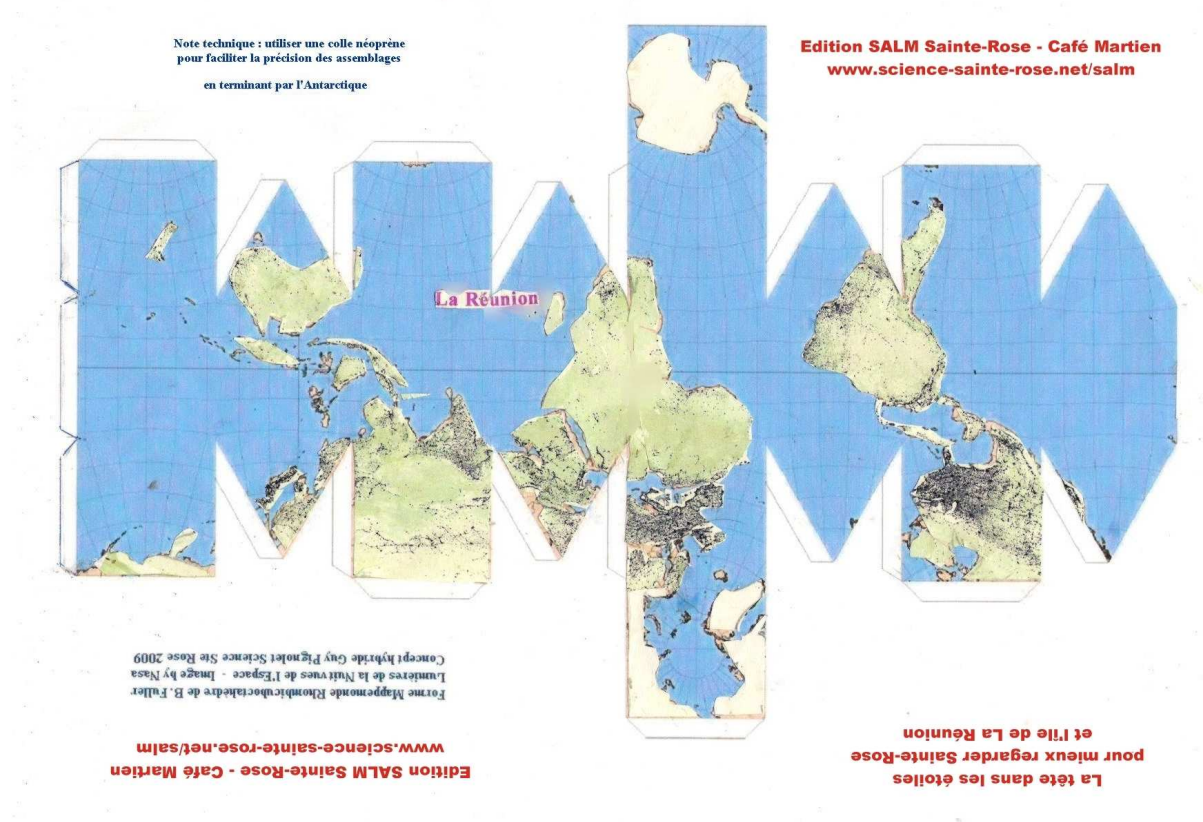 Note technique : utiliser une colle néoprène
pour faciliter la précision des assemblages
en terminant par l'Antarctique
Edition SALM Sainte-Rose - Café Martien
www.science-sainte-rose.net/salm
La Réunion
Forme Mappemonde Rhombicuboctahèdre de B. Fuller
Lumières de la Nuit vues de l'Espace - Image by Nasa
Concept hybride Guy Pignolet Science Ste Rose 2009
Edition SALM Sainte-Rose - Café Martien
www.science-sainte-rose.net/salm
La tête dans les étoiles
pour mieux regarder Sainte-Rose
et l'île de La Réunion